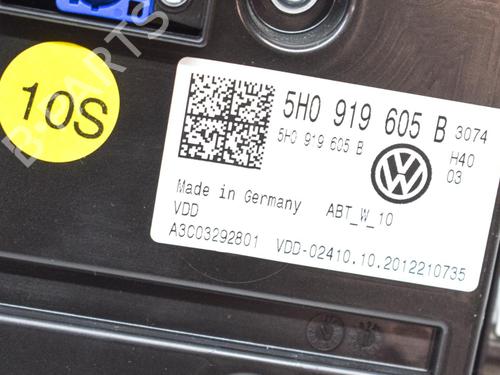 10S
5H0 919 605 B 3074
5H0 919 605 B
H40
03
Made in Germany
ABT_W_10
VDD
A3C03292801 VDD-02410.10.2012210735
B-PARTS